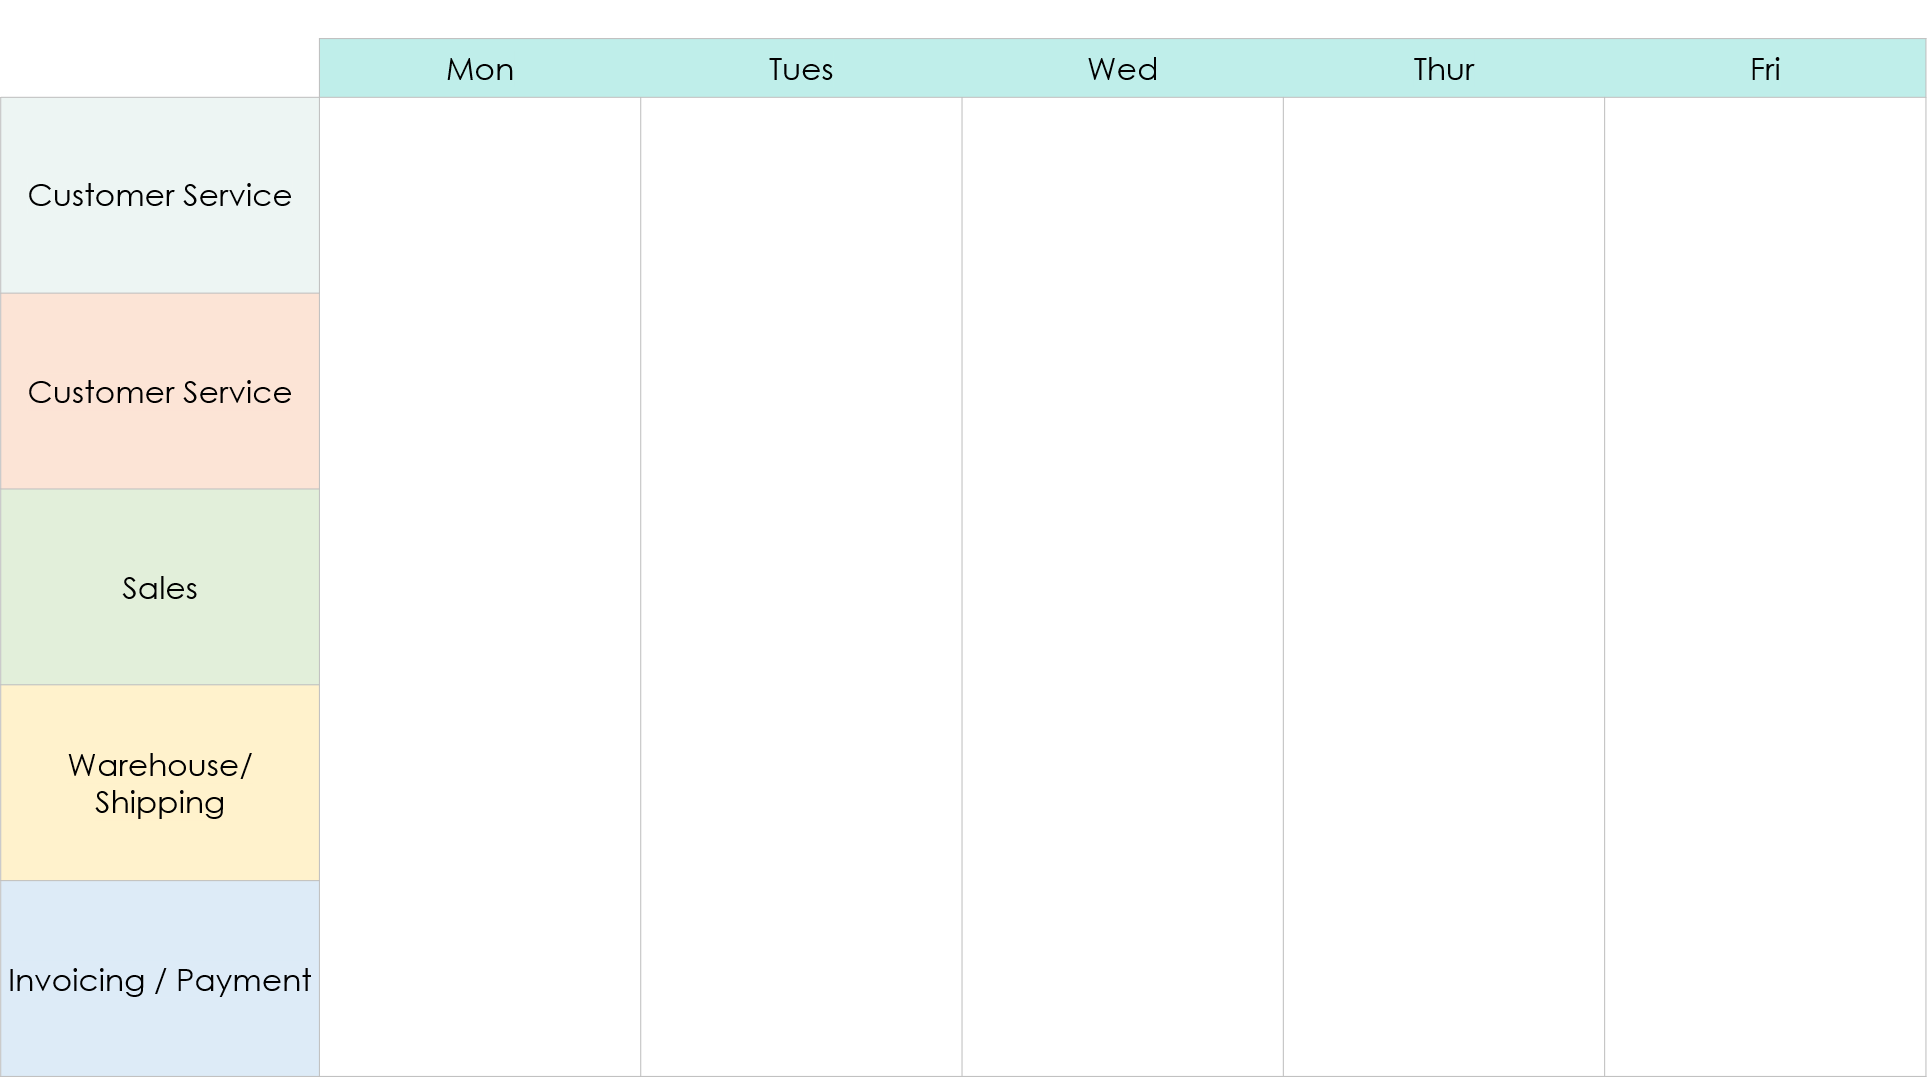 Mon Tues Wed Thur Fri
Customer Service
Customer Service
Sales
Warehouse/
Shipping
Invoicing / Payment